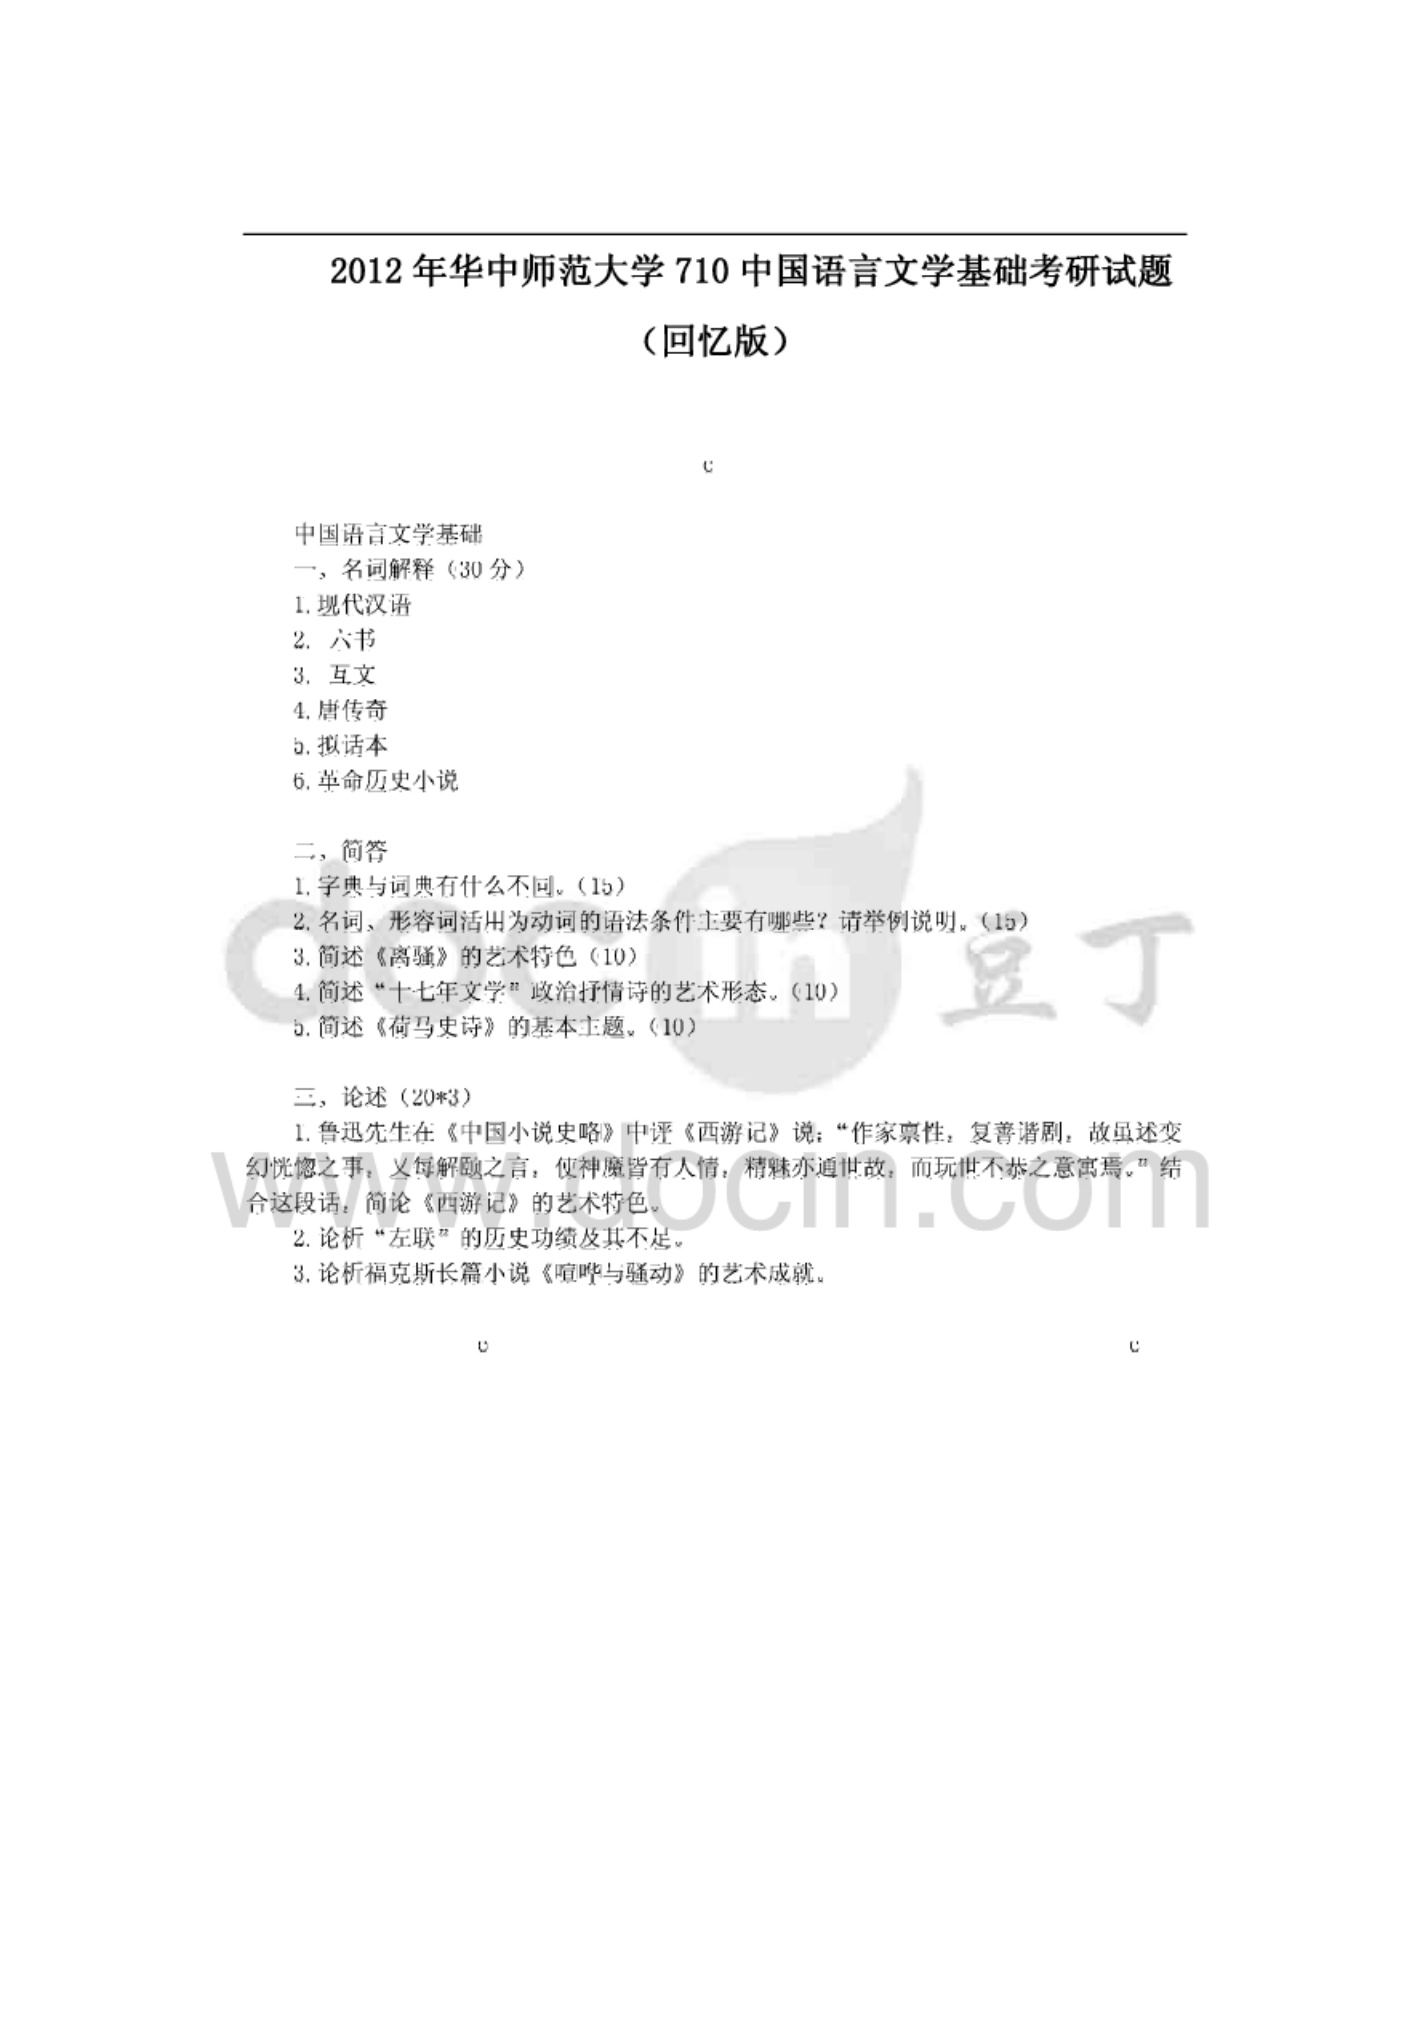 2012年华中师范大学710中国语言文学基础考研试题
（回忆版）
c
中国语言文学基础
一，名词解释（30分）
1.现代汉语
2. 六书
3. 互文
4.唐传奇
5.拟话本
6.革命历史小说
二，简答
1.字典与词典有什么不同。（15）
2.名词、形容词活用为动词的语法条件主要有哪些？请举例说明。（15）
3.简述《离骚》的艺术特色（10）
4.简述“十七年文学”政治抒情诗的艺术形态。（10）
5.简述《荷马史诗》的基本主题。（10）
三，论述（20*3）
1.鲁迅先生在《中国小说史略》中评《西游记》说：“作家禀性，复善谐剧，故虽述变
幻恍惚之事，又每解颐之言，使神魔皆有人情，精魅亦通世故，而玩世不恭之意寓焉。”结
合这段话，简论《西游记》的艺术特色。
2.论析“左联”的历史功绩及其不足。
3.论析福克斯长篇小说《喧哗与骚动》的艺术成就。
c
docin 豆丁
www.docin.com